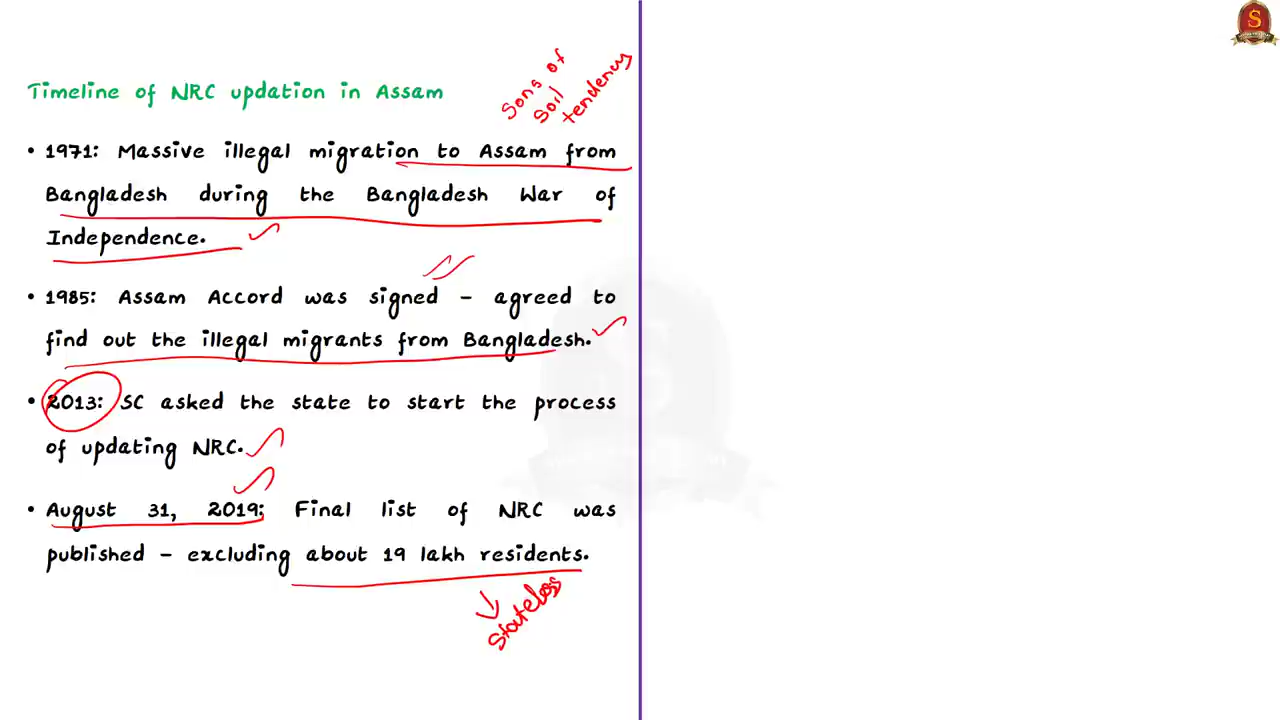 Timeline of NRC updation in Assam
Sons of
soil
tendency
• 1971: Massive illegal migration to Assam from
Bangladesh during the Bangladesh War of
Independence.
• 1985: Assam Accord was signed – agreed to
find out the illegal migrants from Bangladesh.
• 2013: SC asked the state to start the process
of updating NRC.
• August 31, 2019: Final list of NRC was
published – excluding about 19 lakh residents.
Stateless